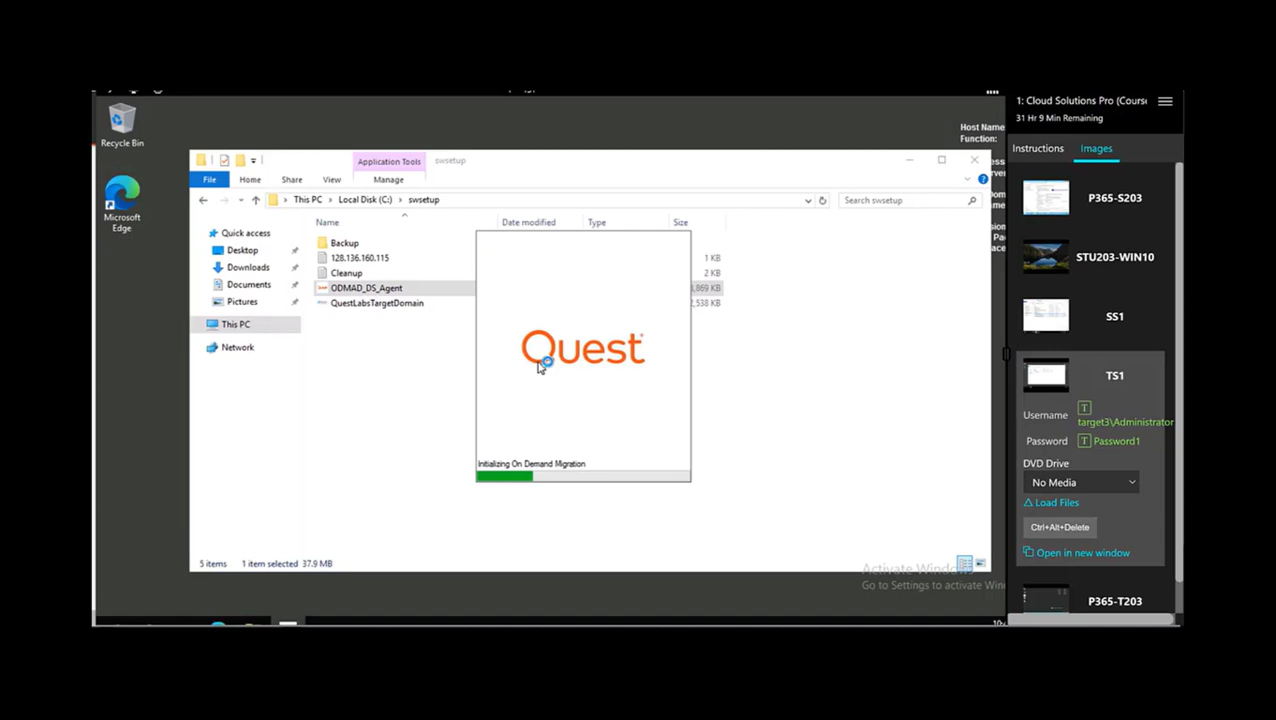 1: Cloud Solutions Pro (Cours
31 Hr 9 Min Remaining
Instructions
Images
Recycle Bin
Microsoft
Edge
Host Name
Function:
Application Tools
swsetup
File
Home
Share
View
Manage
This PC
Local Disk (C:)
swsetup
Search swsetup
Name
Date modified
Type
Size
Quick access
Desktop
Downloads
Documents
Pictures
This PC
Network
Backup
128.136.160.115
1 KB
Cleanup
2 KB
ODMAD_DS_Agent
,869 KB
QuestLabsTargetDomain
,538 KB
Quest
Initializing On Demand Migration
5 items
1 item selected 37.9 MB
Activate Windows
Go to Settings to activate Win
P365-S203
STU203-WIN10
SS1
TS1
Username
T
target3\Administrator
Password
T Password1
DVD Drive
No Media
Load Files
Ctrl+Alt+Delete
Open in new window
P365-T203